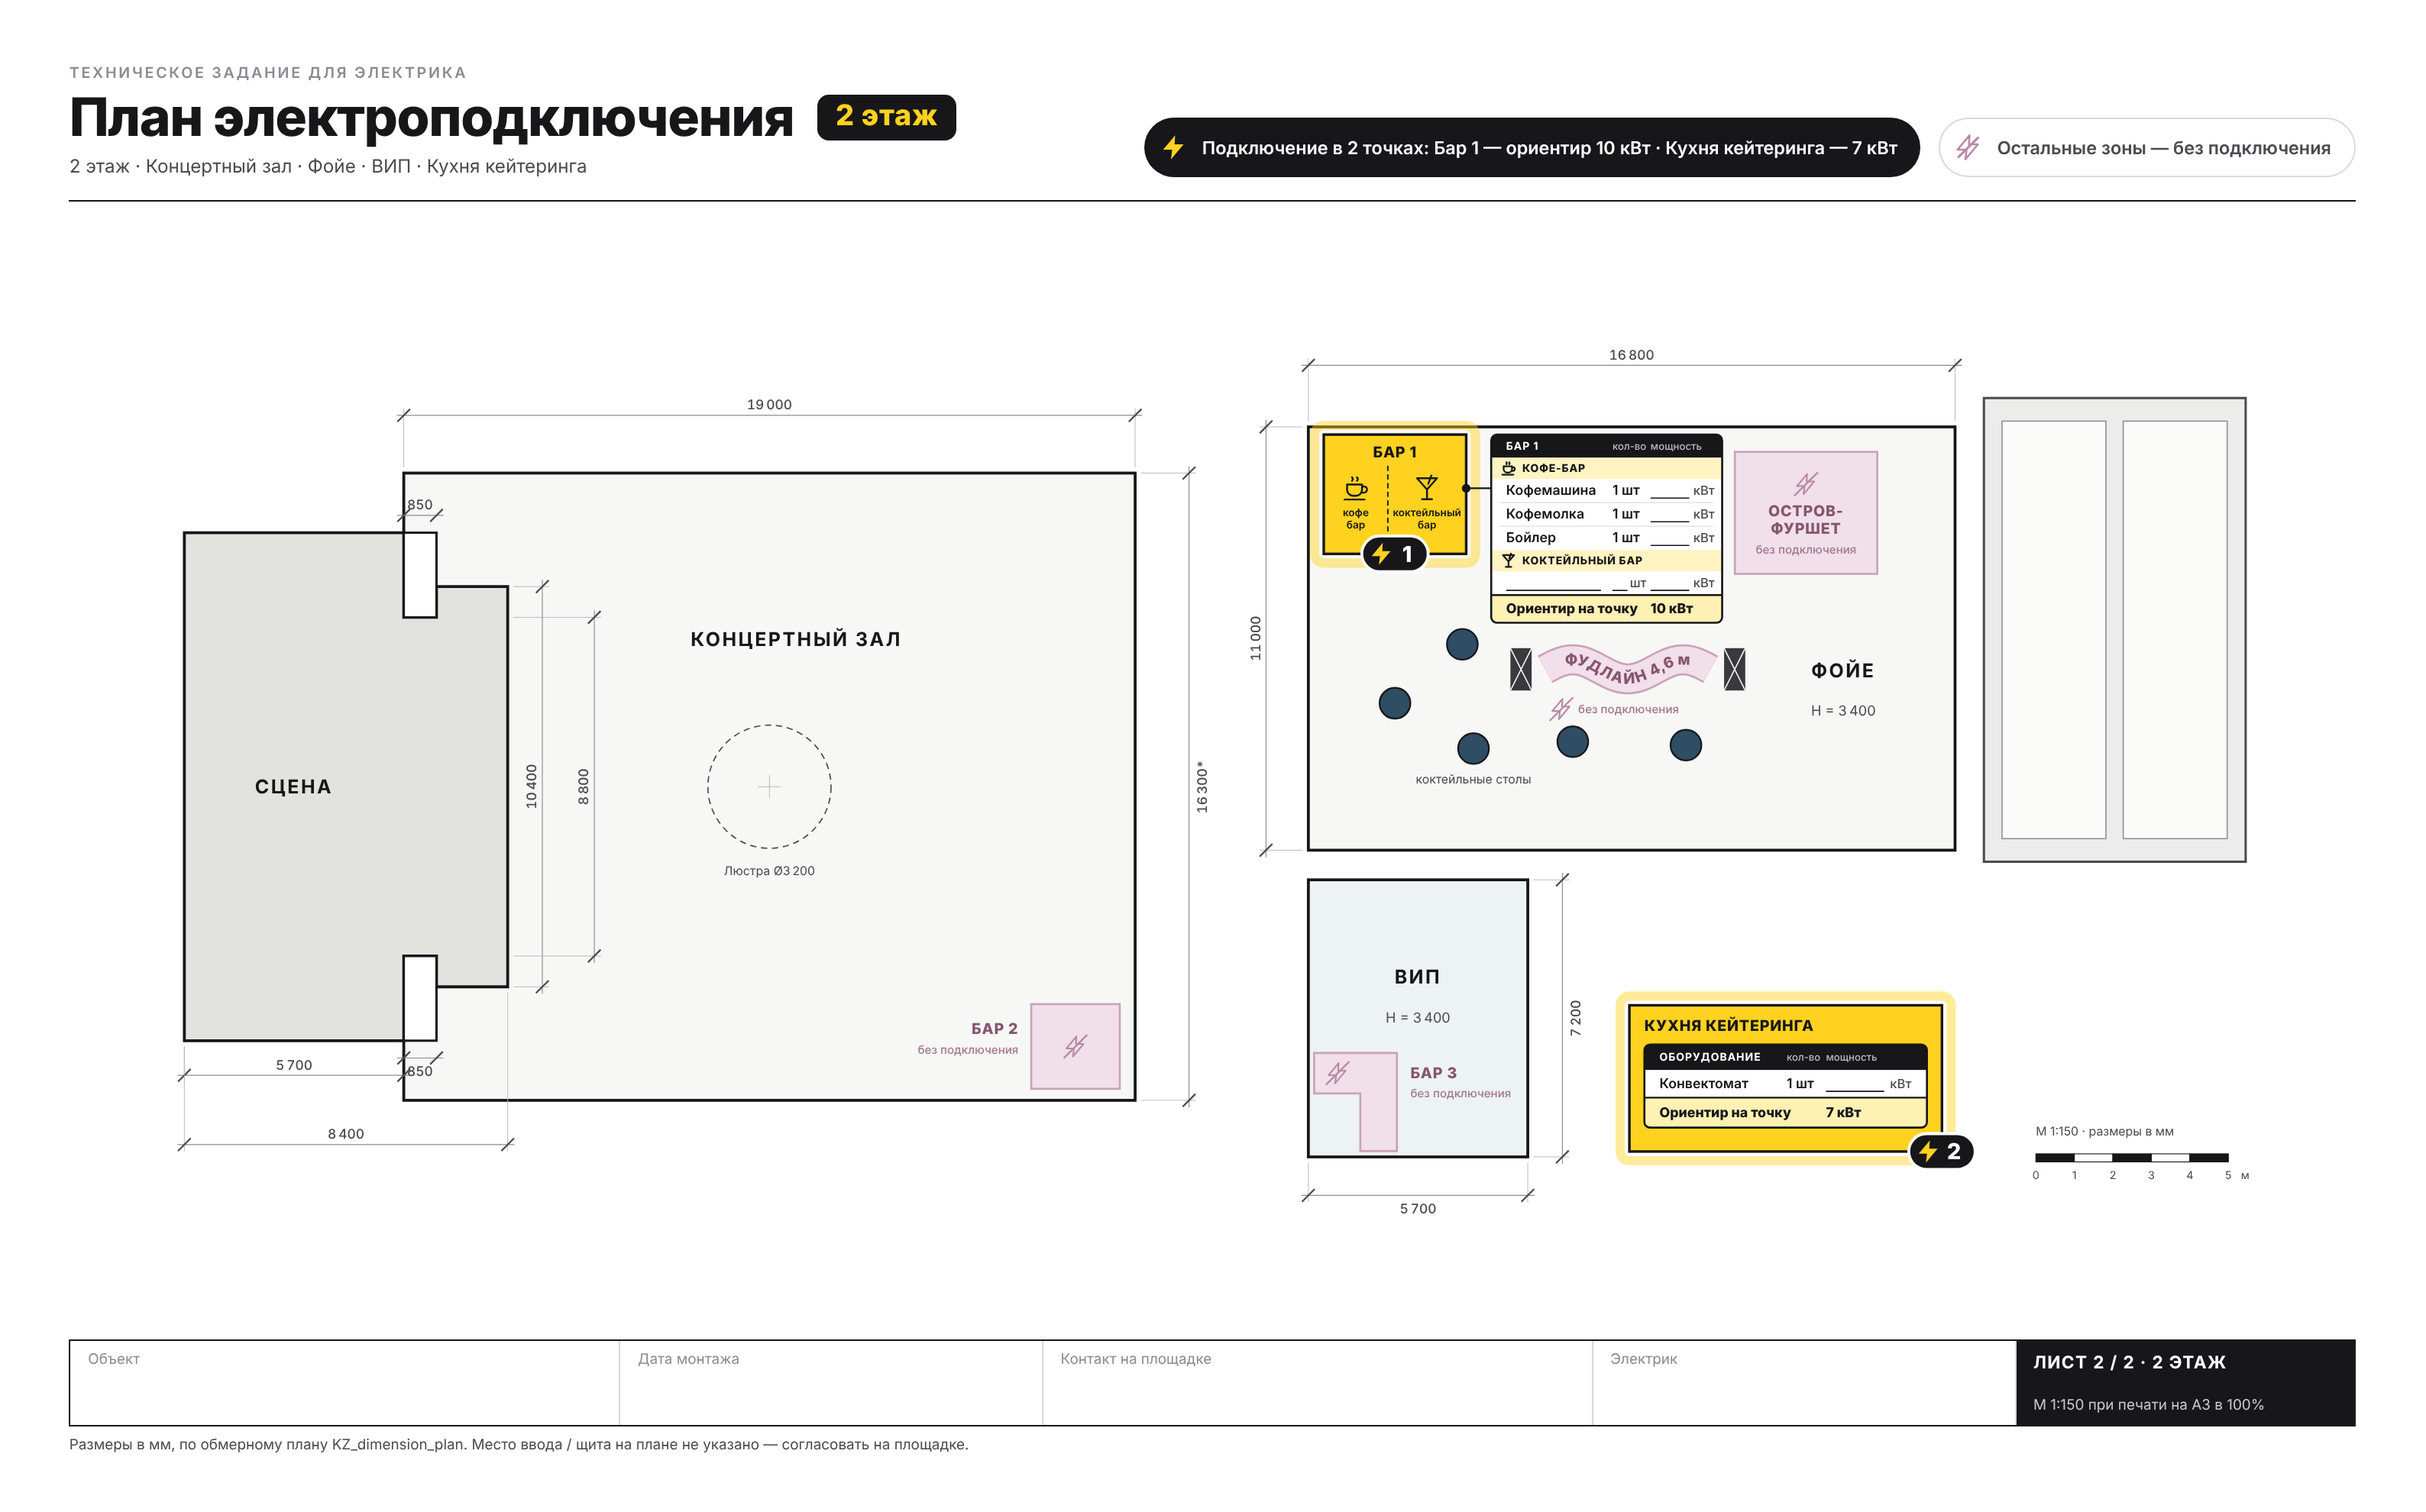 ТЕХНИЧЕСКОЕ ЗАДАНИЕ ДЛЯ ЭЛЕКТРИКА
План электроподключения 2 этаж
2 этаж · Концертный зал · Фойе · ВИП · Кухня кейтеринга
Подключение в 2 точках: Бар 1 — ориентир 10 кВт · Кухня кейтеринга — 7 кВт
Остальные зоны — без подключения
19 000
850
СЦЕНА
10 400
8 800
КОНЦЕРТНЫЙ ЗАЛ
Люстра Ø3 200
16 300*
БАР 2
без подключения
5 700
850
8 400
16 800
11 000
БАР 1
кофе
бар
коктейльный
бар
1
БАР 1 кол-во мощность
КОФЕ-БАР
Кофемашина 1 шт ____ кВт
Кофемолка 1 шт ____ кВт
Бойлер 1 шт ____ кВт
КОКТЕЙЛЬНЫЙ БАР
__________ __ шт ____ кВт
Ориентир на точку 10 кВт
ОСТРОВ-
ФУРШЕТ
без подключения
ФУДЛАЙН 4,6 м
без подключения
ФОЙЕ
H = 3 400
коктейльные столы
ВИП
H = 3 400
7 200
БАР 3
без подключения
5 700
КУХНЯ КЕЙТЕРИНГА
ОБОРУДОВАНИЕ кол-во мощность
Конвектомат 1 шт ______ кВт
Ориентир на точку 7 кВт
2
М 1:150 · размеры в мм
0 1 2 3 4 5 м
Объект
Дата монтажа
Контакт на площадке
Электрик
ЛИСТ 2 / 2 · 2 ЭТАЖ
М 1:150 при печати на А3 в 100%
Размеры в мм, по обмерному плану KZ_dimension_plan. Место ввода / щита на плане не указано — согласовать на площадке.